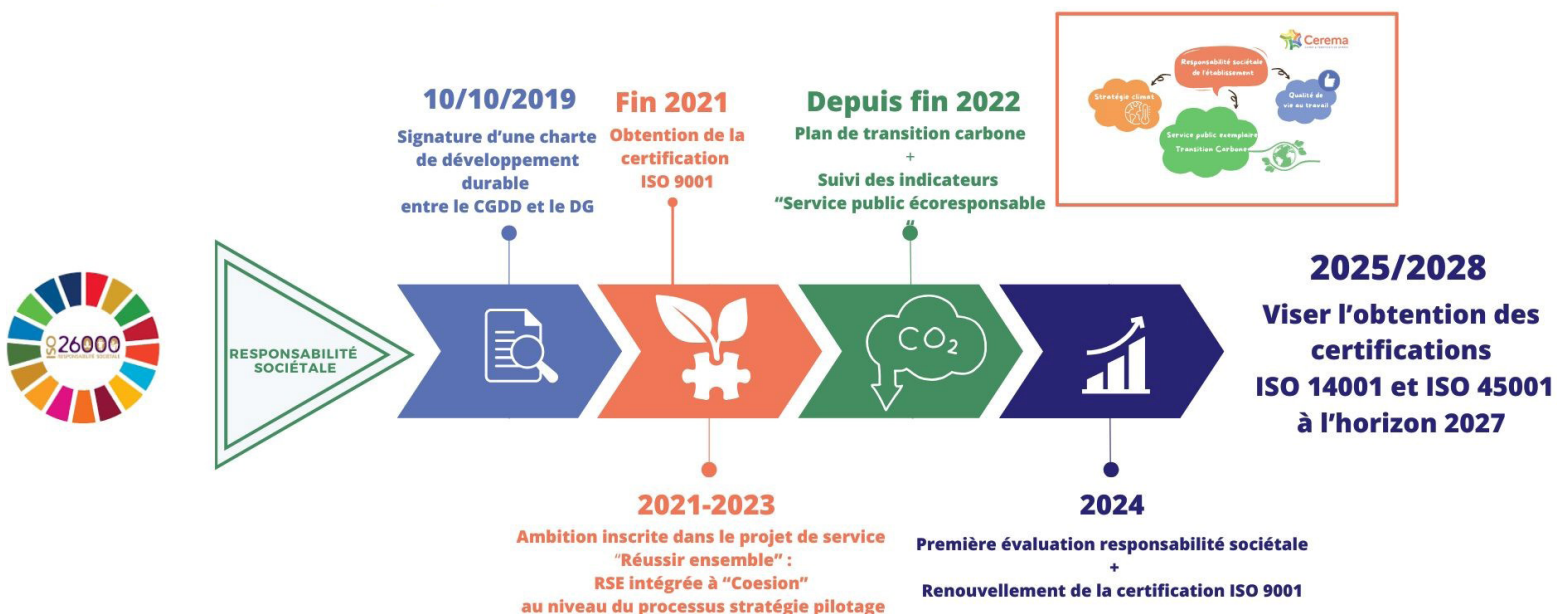 ISO 26000
RESPONSABILITÉ SOCIÉTALE
RESPONSABILITÉ
SOCIÉTALE
10/10/2019
Signature d’une charte
de développement
durable
entre le CGDD et le DG
Fin 2021
Obtention de la
certification
ISO 9001
2021-2023
Ambition inscrite dans le projet de service
“Réussir ensemble” :
RSE intégrée à “Coesion”
au niveau du processus stratégie pilotage
Depuis fin 2022
Plan de transition carbone
+
Suivi des indicateurs
“Service public écoresponsable
“
CO2
2024
Première évaluation responsabilité sociétale
+
Renouvellement de la certification ISO 9001
Cerema
Responsabilité sociétale
de l'établissement
Stratégie climat
Qualité de
vie au travail
Service public exemplaire
Transition Carbone
2025/2028
Viser l’obtention des
certifications
ISO 14001 et ISO 45001
à l’horizon 2027